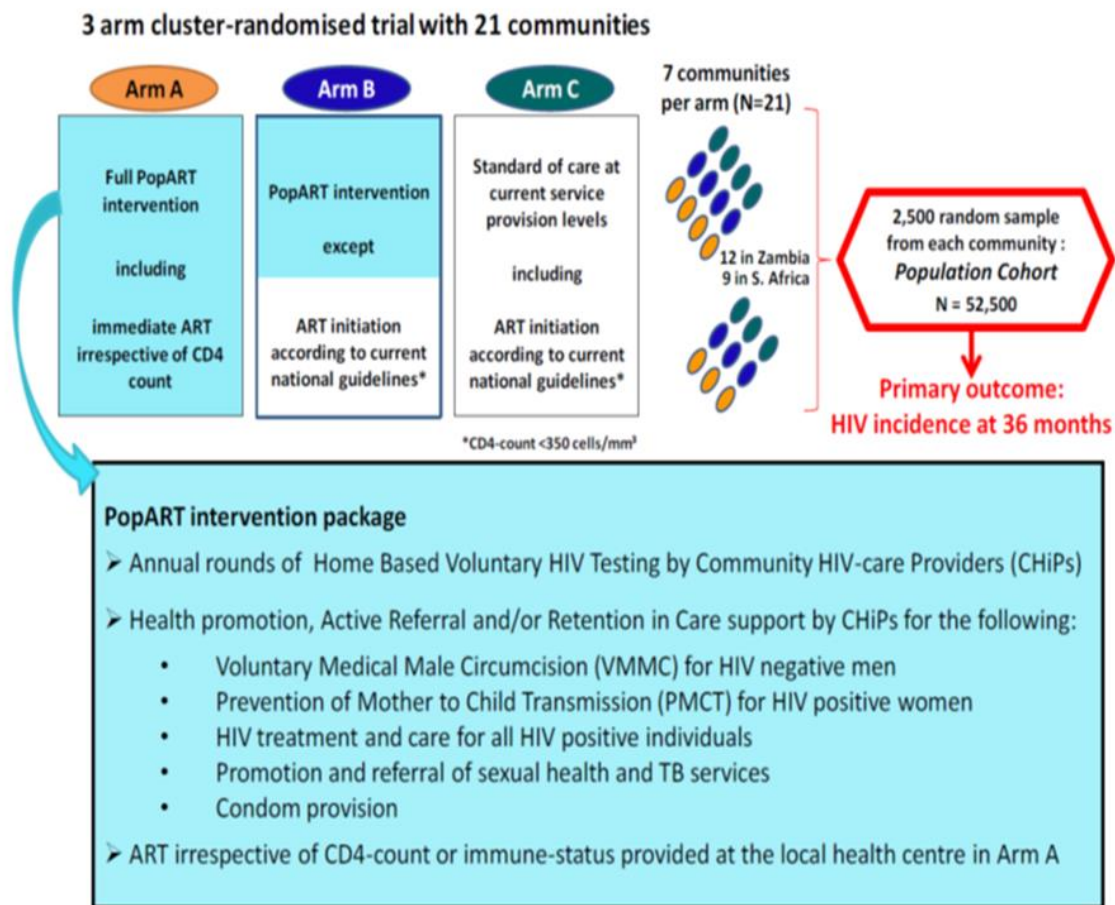 3 arm cluster-randomised trial with 21 communities
Arm A
Full PopART
intervention
including
immediate ART
irrespective of CD4
count
Arm B
PopART intervention
except
ART initiation
according to current
national guidelines*
Arm C
Standard of care at
current service
provision levels
including
ART initiation
according to current
national guidelines*
*CD4-count <350 cells/mm³
7 communities
per arm (N=21)
12 in Zambia
9 in S. Africa
2,500 random sample
from each community :
Population Cohort
N = 52,500
Primary outcome:
HIV incidence at 36 months
PopART intervention package
➢ Annual rounds of Home Based Voluntary HIV Testing by Community HIV-care Providers (CHiPs)
➢ Health promotion, Active Referral and/or Retention in Care support by CHiPs for the following:
• Voluntary Medical Male Circumcision (VMMC) for HIV negative men
• Prevention of Mother to Child Transmission (PMCT) for HIV positive women
• HIV treatment and care for all HIV positive individuals
• Promotion and referral of sexual health and TB services
• Condom provision
➢ ART irrespective of CD4-count or immune-status provided at the local health centre in Arm A